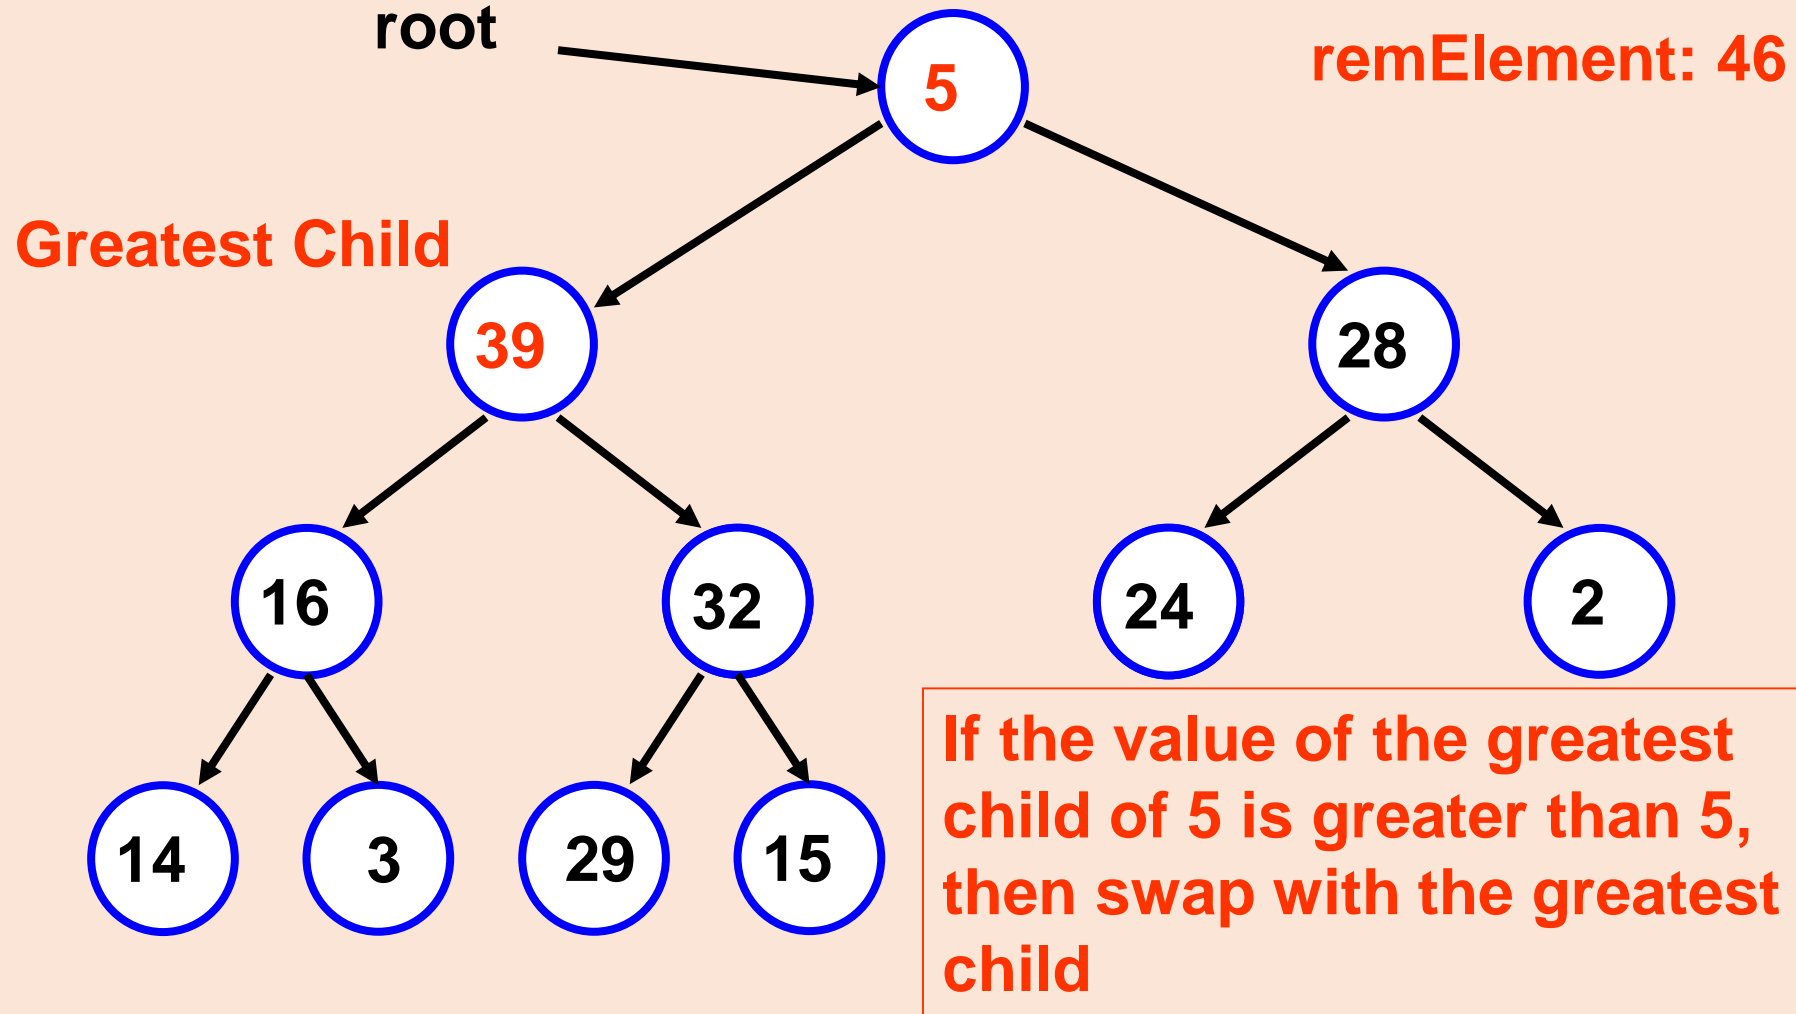 root
remElement: 46
5
Greatest Child
39
28
16
32
24
2
14
3
29
15
If the value of the greatest
child of 5 is greater than 5,
then swap with the greatest
child